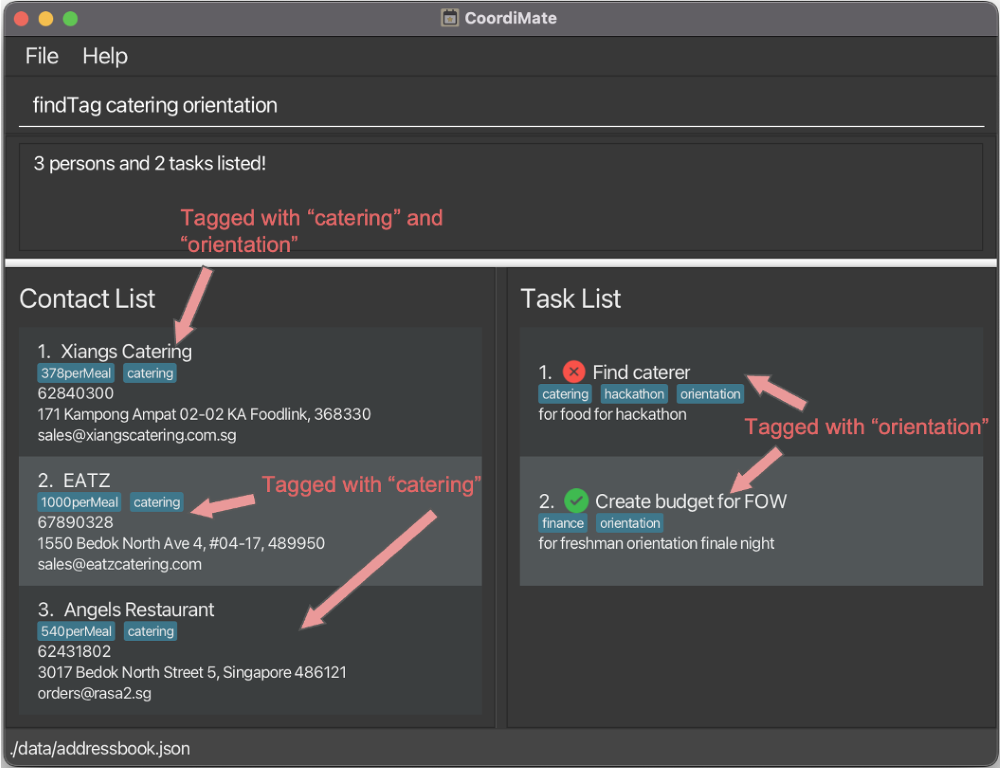 CoordiMate
File Help
findTag catering orientation
3 persons and 2 tasks listed!
Tagged with “catering” and
“orientation”
Contact List
1. Xiangs Catering
378perMeal catering
62840300
171 Kampong Ampat 02-02 KA Foodlink, 368330
sales@xiangscatering.com.sg
2. EATZ
Tagged with “catering”
1000perMeal catering
67890328
1550 Bedok North Ave 4, #04-17, 489950
sales@eatzcatering.com
3. Angels Restaurant
540perMeal catering
62431802
3017 Bedok North Street 5, Singapore 486121
orders@rasa2.sg
Task List
1. Find caterer
catering hackathon orientation
for food for hackathon
Tagged with “orientation”
2. Create budget for FOW
finance orientation
for freshman orientation finale night
./data/addressbook.json